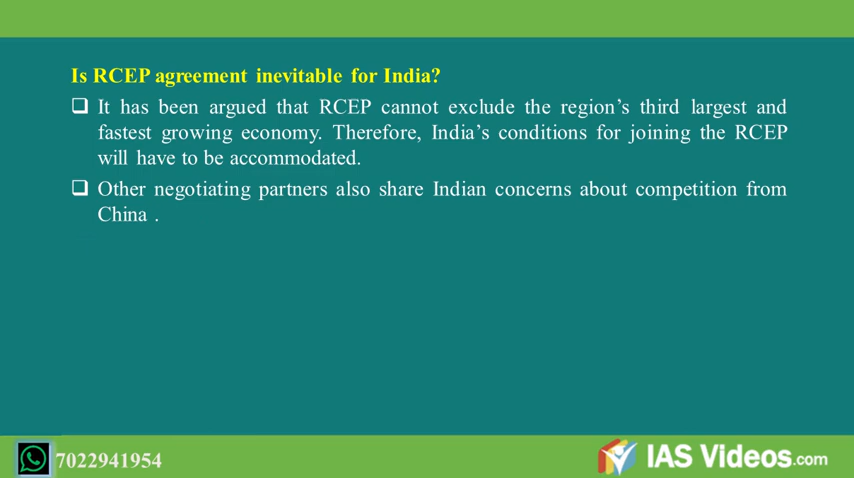 Is RCEP agreement inevitable for India?
❑ It has been argued that RCEP cannot exclude the region’s third largest and
fastest growing economy. Therefore, India’s conditions for joining the RCEP
will have to be accommodated.
❑ Other negotiating partners also share Indian concerns about competition from
China .
7022941954
IAS Videos.com